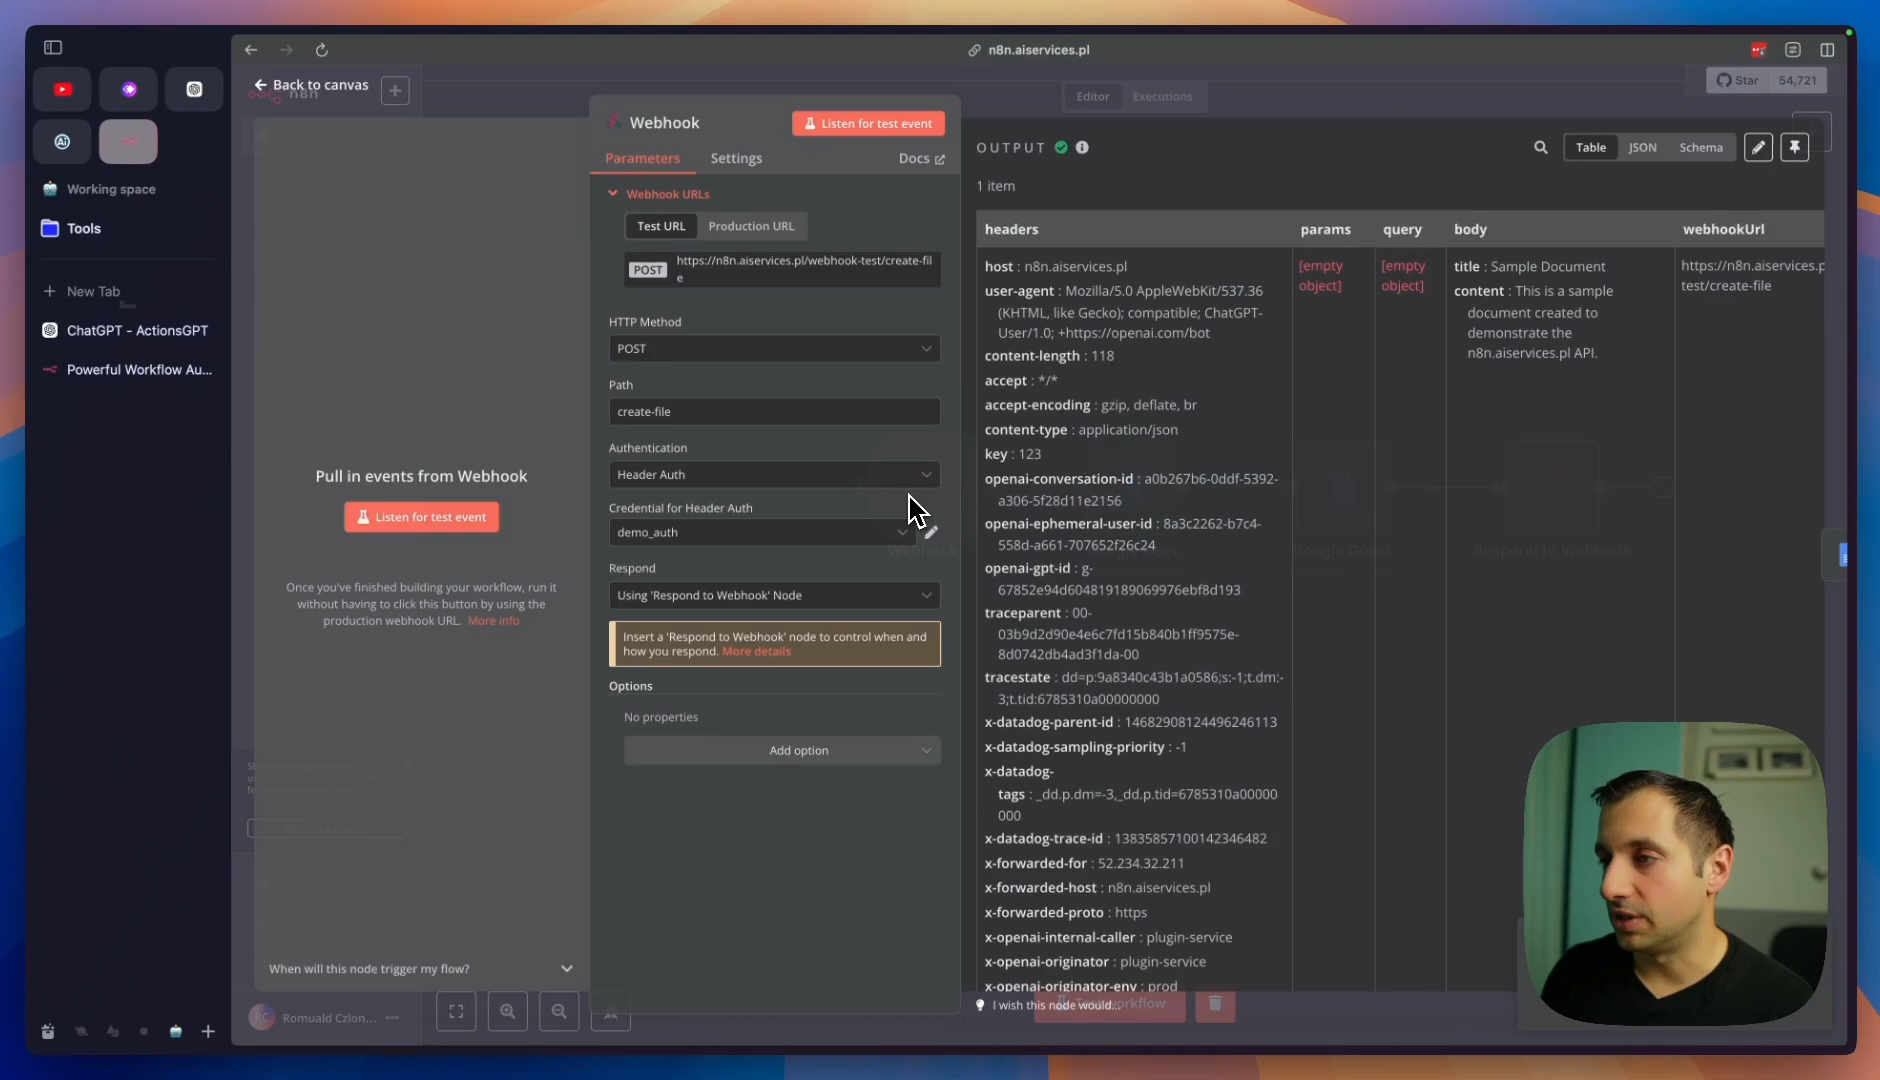 n8n.aiservices.pl
Back to canvas
n8n
Editor
Executions
Star
54,721
Working space
Tools
New Tab
ChatGPT - ActionsGPT
Powerful Workflow Au...
Pull in events from Webhook
Listen for test event
Once you've finished building your workflow, run it
without having to click this button by using the
production webhook URL. More info
When will this node trigger my flow?
Romuald Czlon...
Webhook
Listen for test event
Parameters
Settings
Docs
Webhook URLs
Test URL
Production URL
POST
https://n8n.aiservices.pl/webhook-test/create-fil
e
HTTP Method
POST
Path
create-file
Authentication
Header Auth
Credential for Header Auth
demo_auth
Respond
Using 'Respond to Webhook' Node
Insert a 'Respond to Webhook' node to control when and
how you respond. More details
Options
No properties
Add option
OUTPUT
Table
JSON
Schema
1 item
headers
params
query
body
webhookUrl
host : n8n.aiservices.pl
user-agent : Mozilla/5.0 AppleWebKit/537.36
(KHTML, like Gecko); compatible; ChatGPT-
User/1.0; +https://openai.com/bot
content-length : 118
accept : */*
accept-encoding : gzip, deflate, br
content-type : application/json
key : 123
openai-conversation-id : a0b267b6-0ddf-5392-
a306-5f28d11e2156
openai-ephemeral-user-id : 8a3c2262-b7c4-
558d-a661-707652f26c24
openai-gpt-id : g-
67852e94d604819189069976ebf8d193
traceparent : 00-
03b9d2d90e4e6c7fd15b840b1ff9575e-
8d0742db4ad3f1da-00
tracestate : dd=p:9a8340c43b1a0586;s:-1;t.dm:-
3;t.tid:6785310a00000000
x-datadog-parent-id : 14682908124496246113
x-datadog-sampling-priority : -1
x-datadog-
tags : _dd.p.dm=-3,_dd.p.tid=6785310a00000
000
x-datadog-trace-id : 13835857100142346482
x-forwarded-for : 52.234.32.211
x-forwarded-host : n8n.aiservices.pl
x-forwarded-proto : https
x-openai-internal-caller : plugin-service
x-openai-originator : plugin-service
x-openai-originator-env : prod
[empty
object]
[empty
object]
title : Sample Document
content : This is a sample
document created to
demonstrate the
n8n.aiservices.pl API.
https://n8n.aiservices.p
test/create-file
Webhook
Google Docs1
Respond to Webhook
I wish this node would...